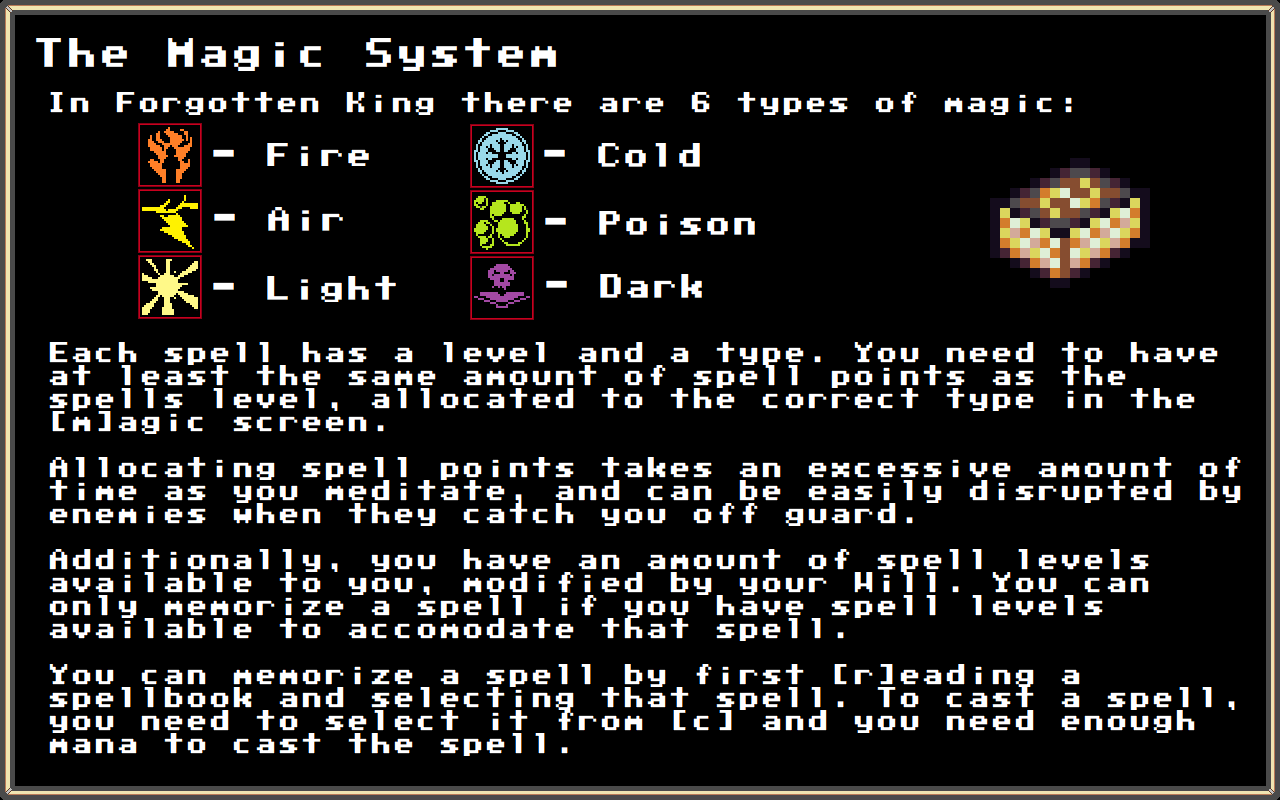 The Magic System
In Forgotten King there are 6 types of magic:
- Fire - Cold
- Air - Poison
- Light - Dark
Each spell has a level and a type. You need to have
at least the same amount of spell points as the
spells level, allocated to the correct type in the
[m]agic screen.
Allocating spell points takes an excessive amount of
time as you meditate, and can be easily disrupted by
enemies when they catch you off guard.
Additionally, you have an amount of spell levels
available to you, modified by your Will. You can
only memorize a spell if you have spell levels
available to accomodate that spell.
You can memorize a spell by first [r]eading a
spellbook and selecting that spell. To cast a spell,
you need to select it from [c] and you need enough
mana to cast the spell.